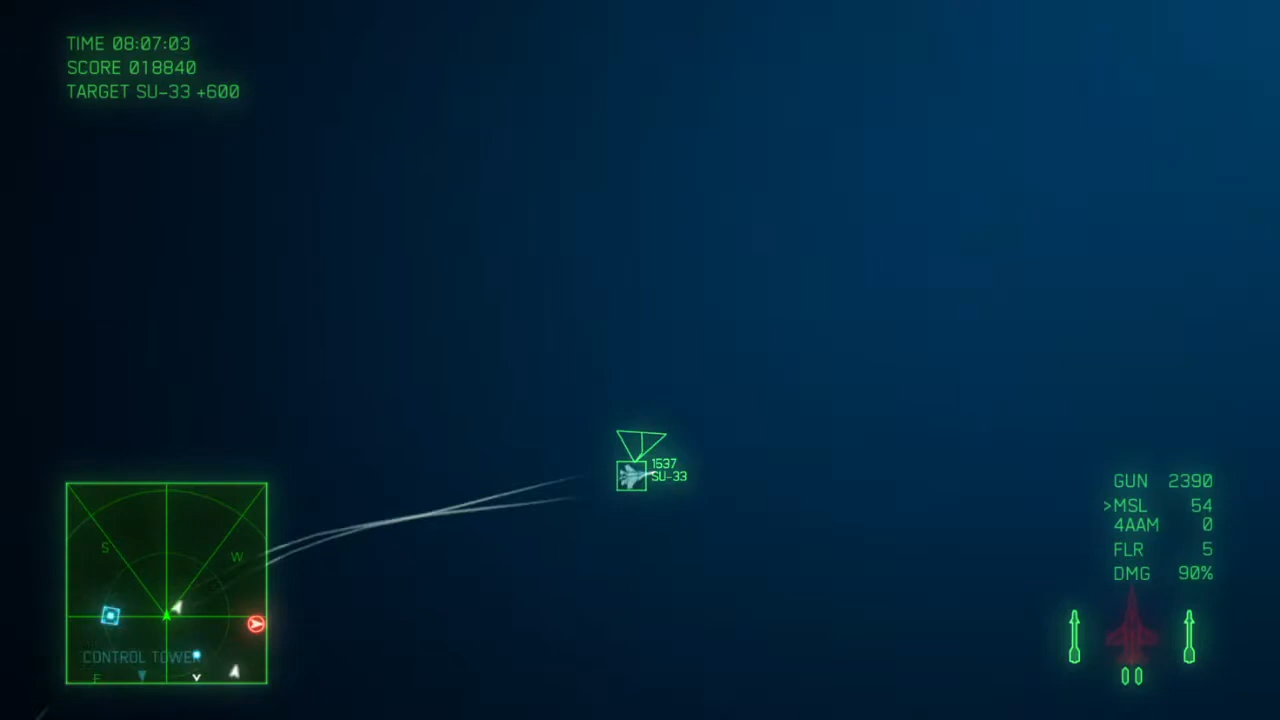 TIME 08:07:03
SCORE 018840
TARGET SU-33 +600
1537
SU-33
S
W
CONTROL TOWER
E
GUN 2390
>MSL 54
4AAM 0
FLR 5
DMG 90%